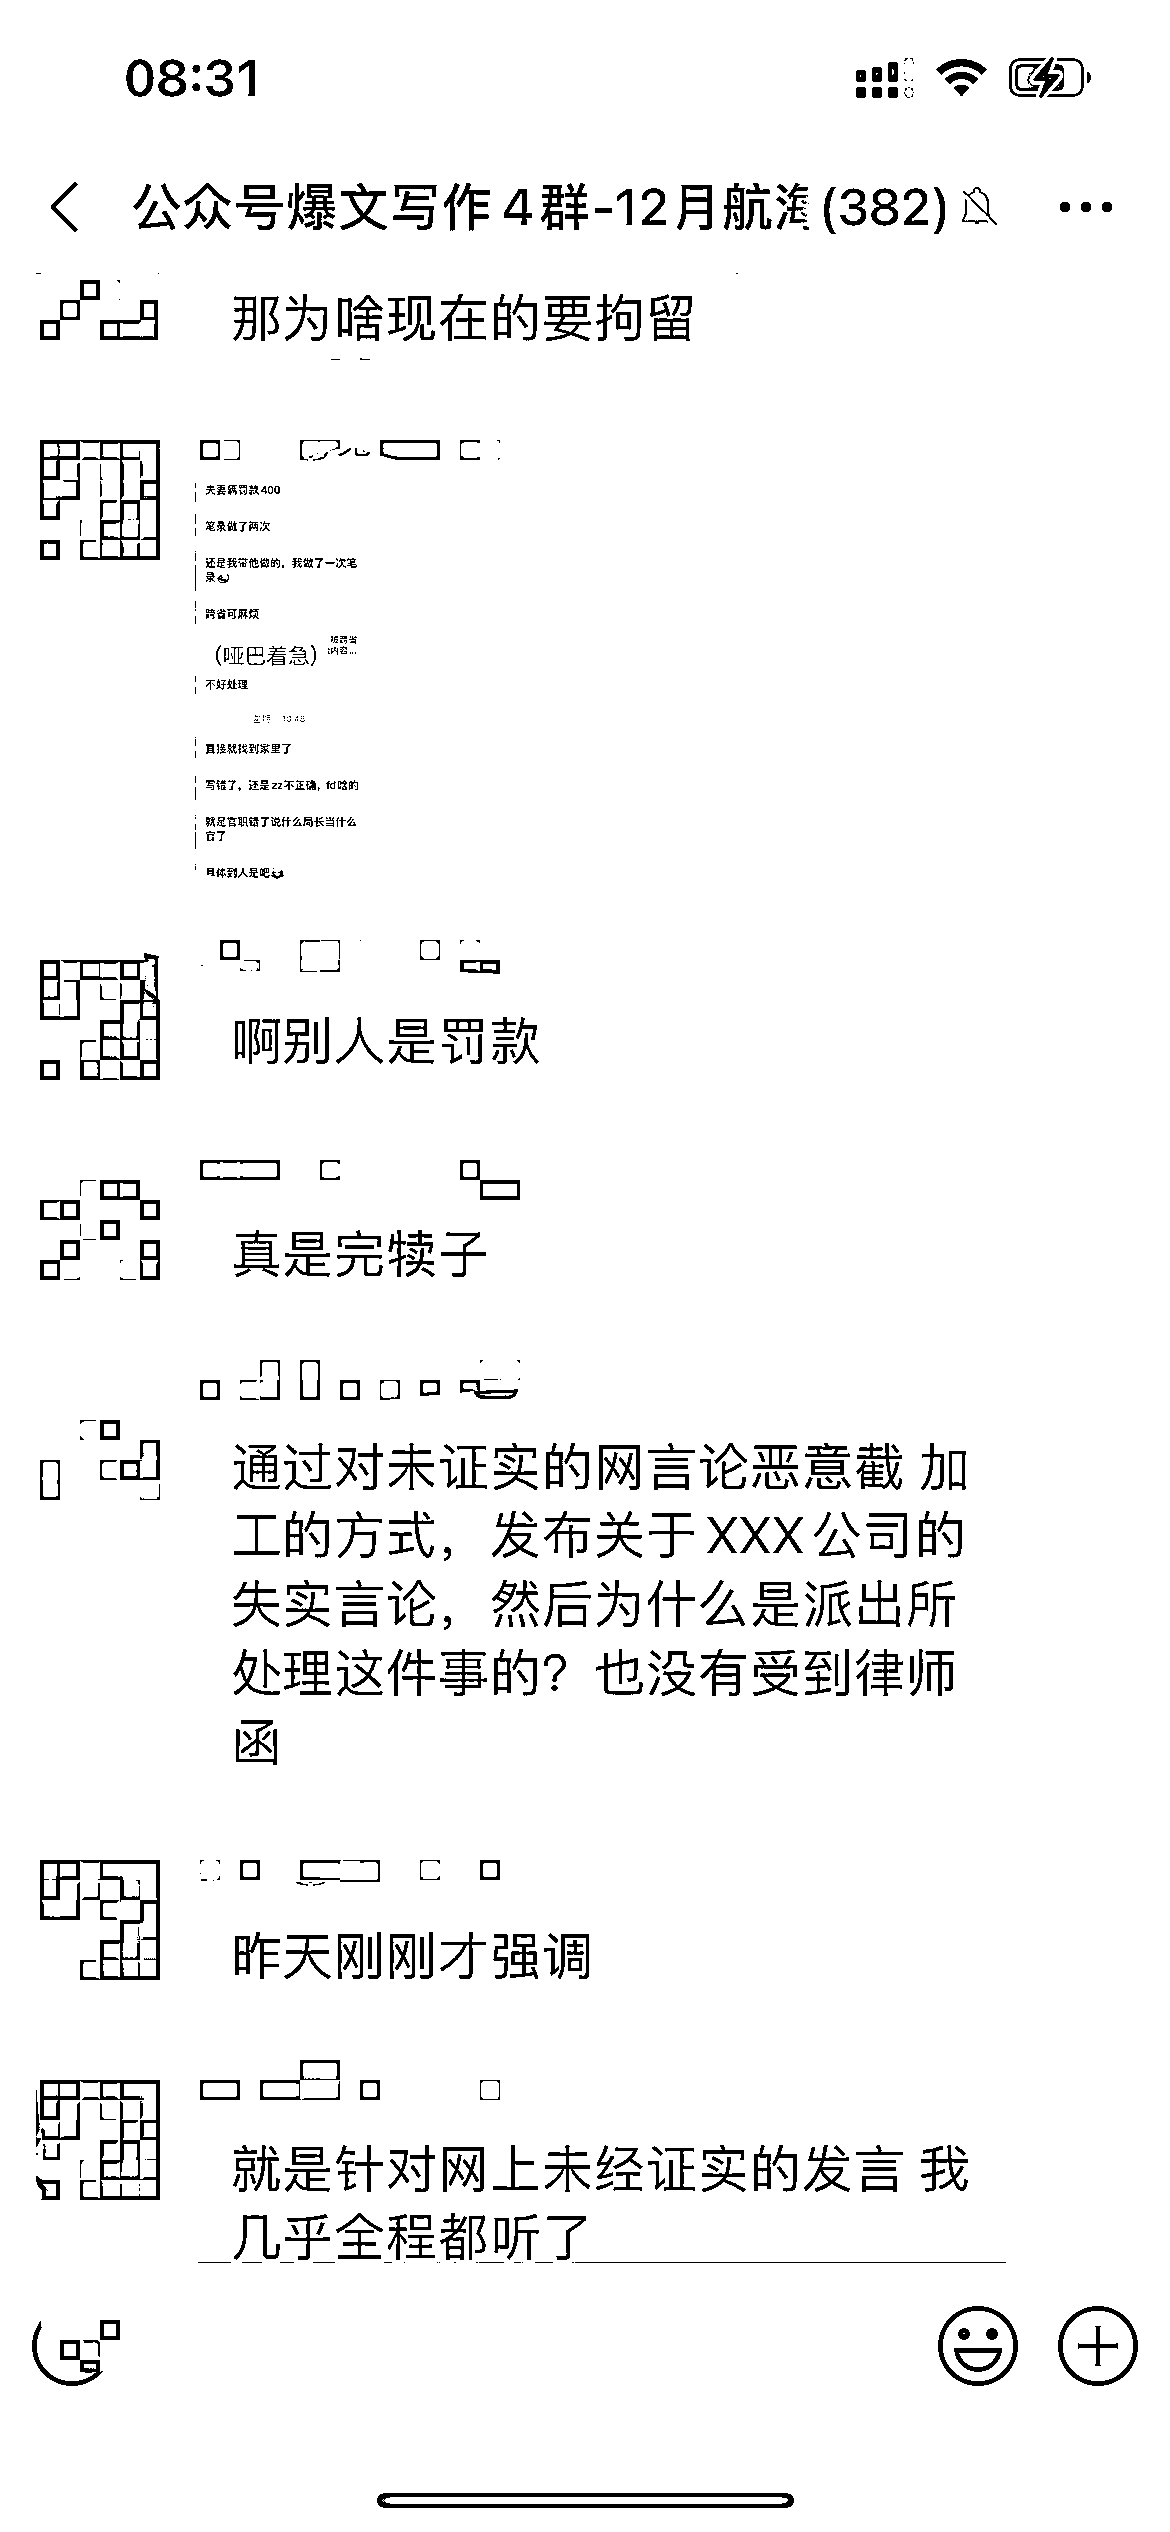 08:31
公众号爆文写作4群-12月航海(382)
那为啥现在的要拘留
夫妻俩罚款400
笔录做了两次
还是我带他做的，我做了一次笔
录
跨省可麻烦
（哑巴着急）
不好处理
直接就找到家里了
写错了，还是zz不正确，fd啥的
就是官职错了说什么局长当什么
官了
具体到人是吧
啊别人是罚款
真是完犊子
通过对未证实的网言论恶意截 加
工的方式，发布关于XXX公司的
失实言论，然后为什么是派出所
处理这件事的？也没有受到律师
函
昨天刚刚才强调
就是针对网上未经证实的发言 我
几乎全程都听了